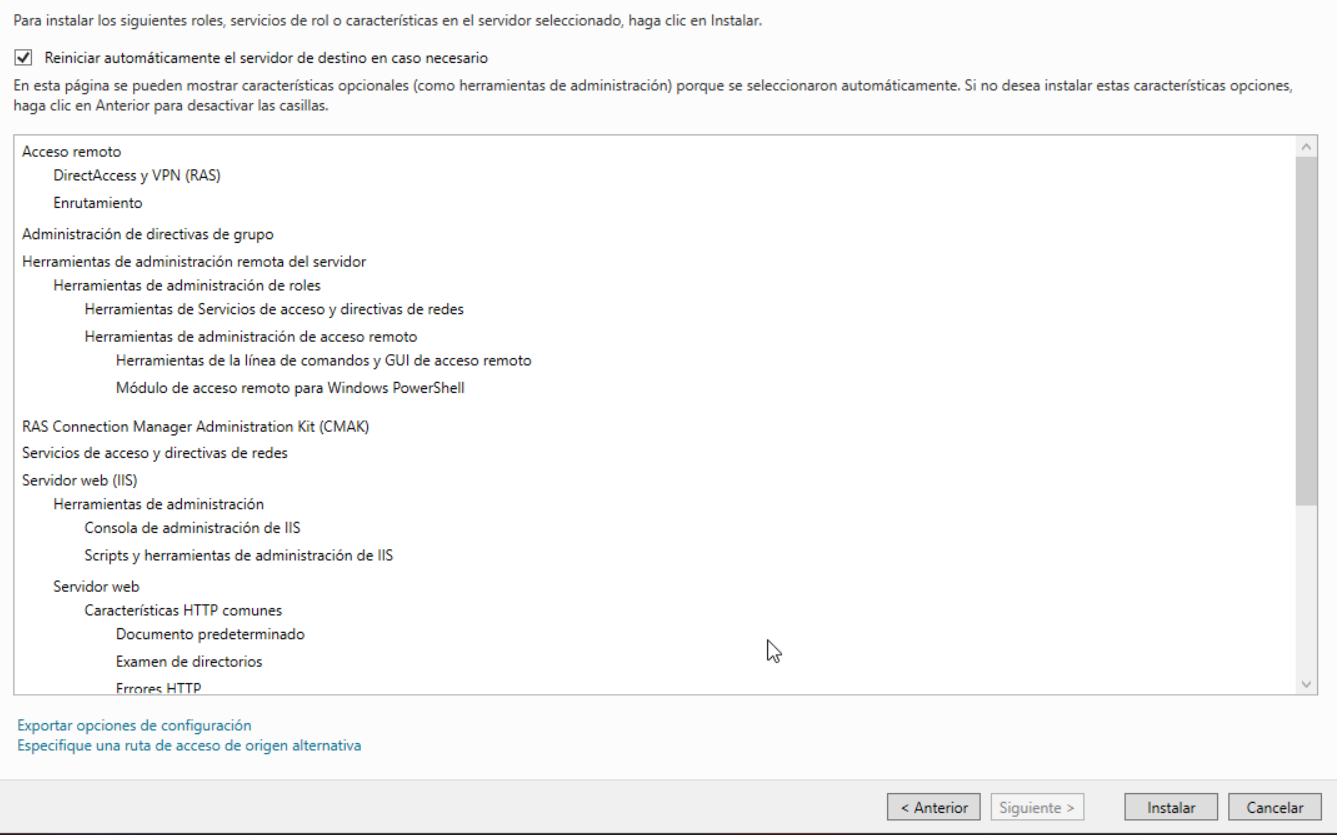 Para instalar los siguientes roles, servicios de rol o características en el servidor seleccionado, haga clic en Instalar.
Reiniciar automáticamente el servidor de destino en caso necesario
En esta página se pueden mostrar características opcionales (como herramientas de administración) porque se seleccionaron automáticamente. Si no desea instalar estas características opciones,
haga clic en Anterior para desactivar las casillas.
Acceso remoto
DirectAccess y VPN (RAS)
Enrutamiento
Administración de directivas de grupo
Herramientas de administración remota del servidor
Herramientas de administración de roles
Herramientas de Servicios de acceso y directivas de redes
Herramientas de administración de acceso remoto
Herramientas de la línea de comandos y GUI de acceso remoto
Módulo de acceso remoto para Windows PowerShell
RAS Connection Manager Administration Kit (CMAK)
Servicios de acceso y directivas de redes
Servidor web (IIS)
Herramientas de administración
Consola de administración de IIS
Scripts y herramientas de administración de IIS
Servidor web
Características HTTP comunes
Documento predeterminado
Examen de directorios
Errores HTTP
Exportar opciones de configuración
Especifique una ruta de acceso de origen alternativa
< Anterior Siguiente > Instalar Cancelar